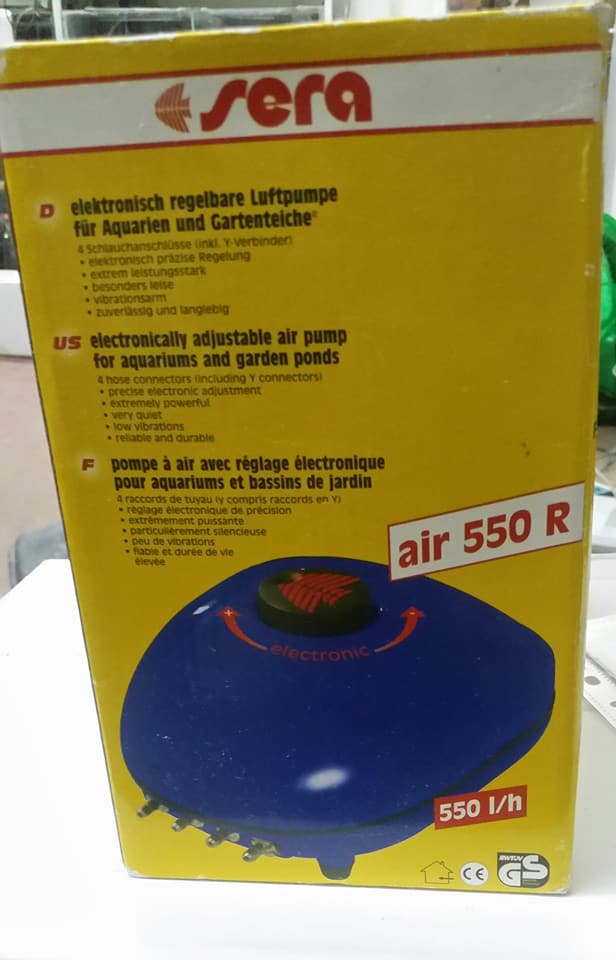 sera
D elektronisch regelbare Luftpumpe
für Aquarien und Gartenteiche®
4 Schlauchanschlüsse (inkl. Y-Verbinder)
• elektronisch präzise Regelung
• extrem leistungsstark
• besonders leise
• vibrationsarm
• zuverlässig und langlebig
US electronically adjustable air pump
for aquariums and garden ponds
4 hose connectors (including Y connectors)
• precise electronic adjustment
• extremely powerful
• very quiet
• low vibrations
• reliable and durable
F pompe à air avec réglage électronique
pour aquariums et bassins de jardin
4 raccords de tuyau (y compris raccords en Y)
• réglage électronique de précision
• extrêmement puissante
• particulièrement silencieuse
• peu de vibrations
• fiable et durée de vie
élevée
air 550 R
+ -
electronic
550 l/h
CE
RWTÜV
GS